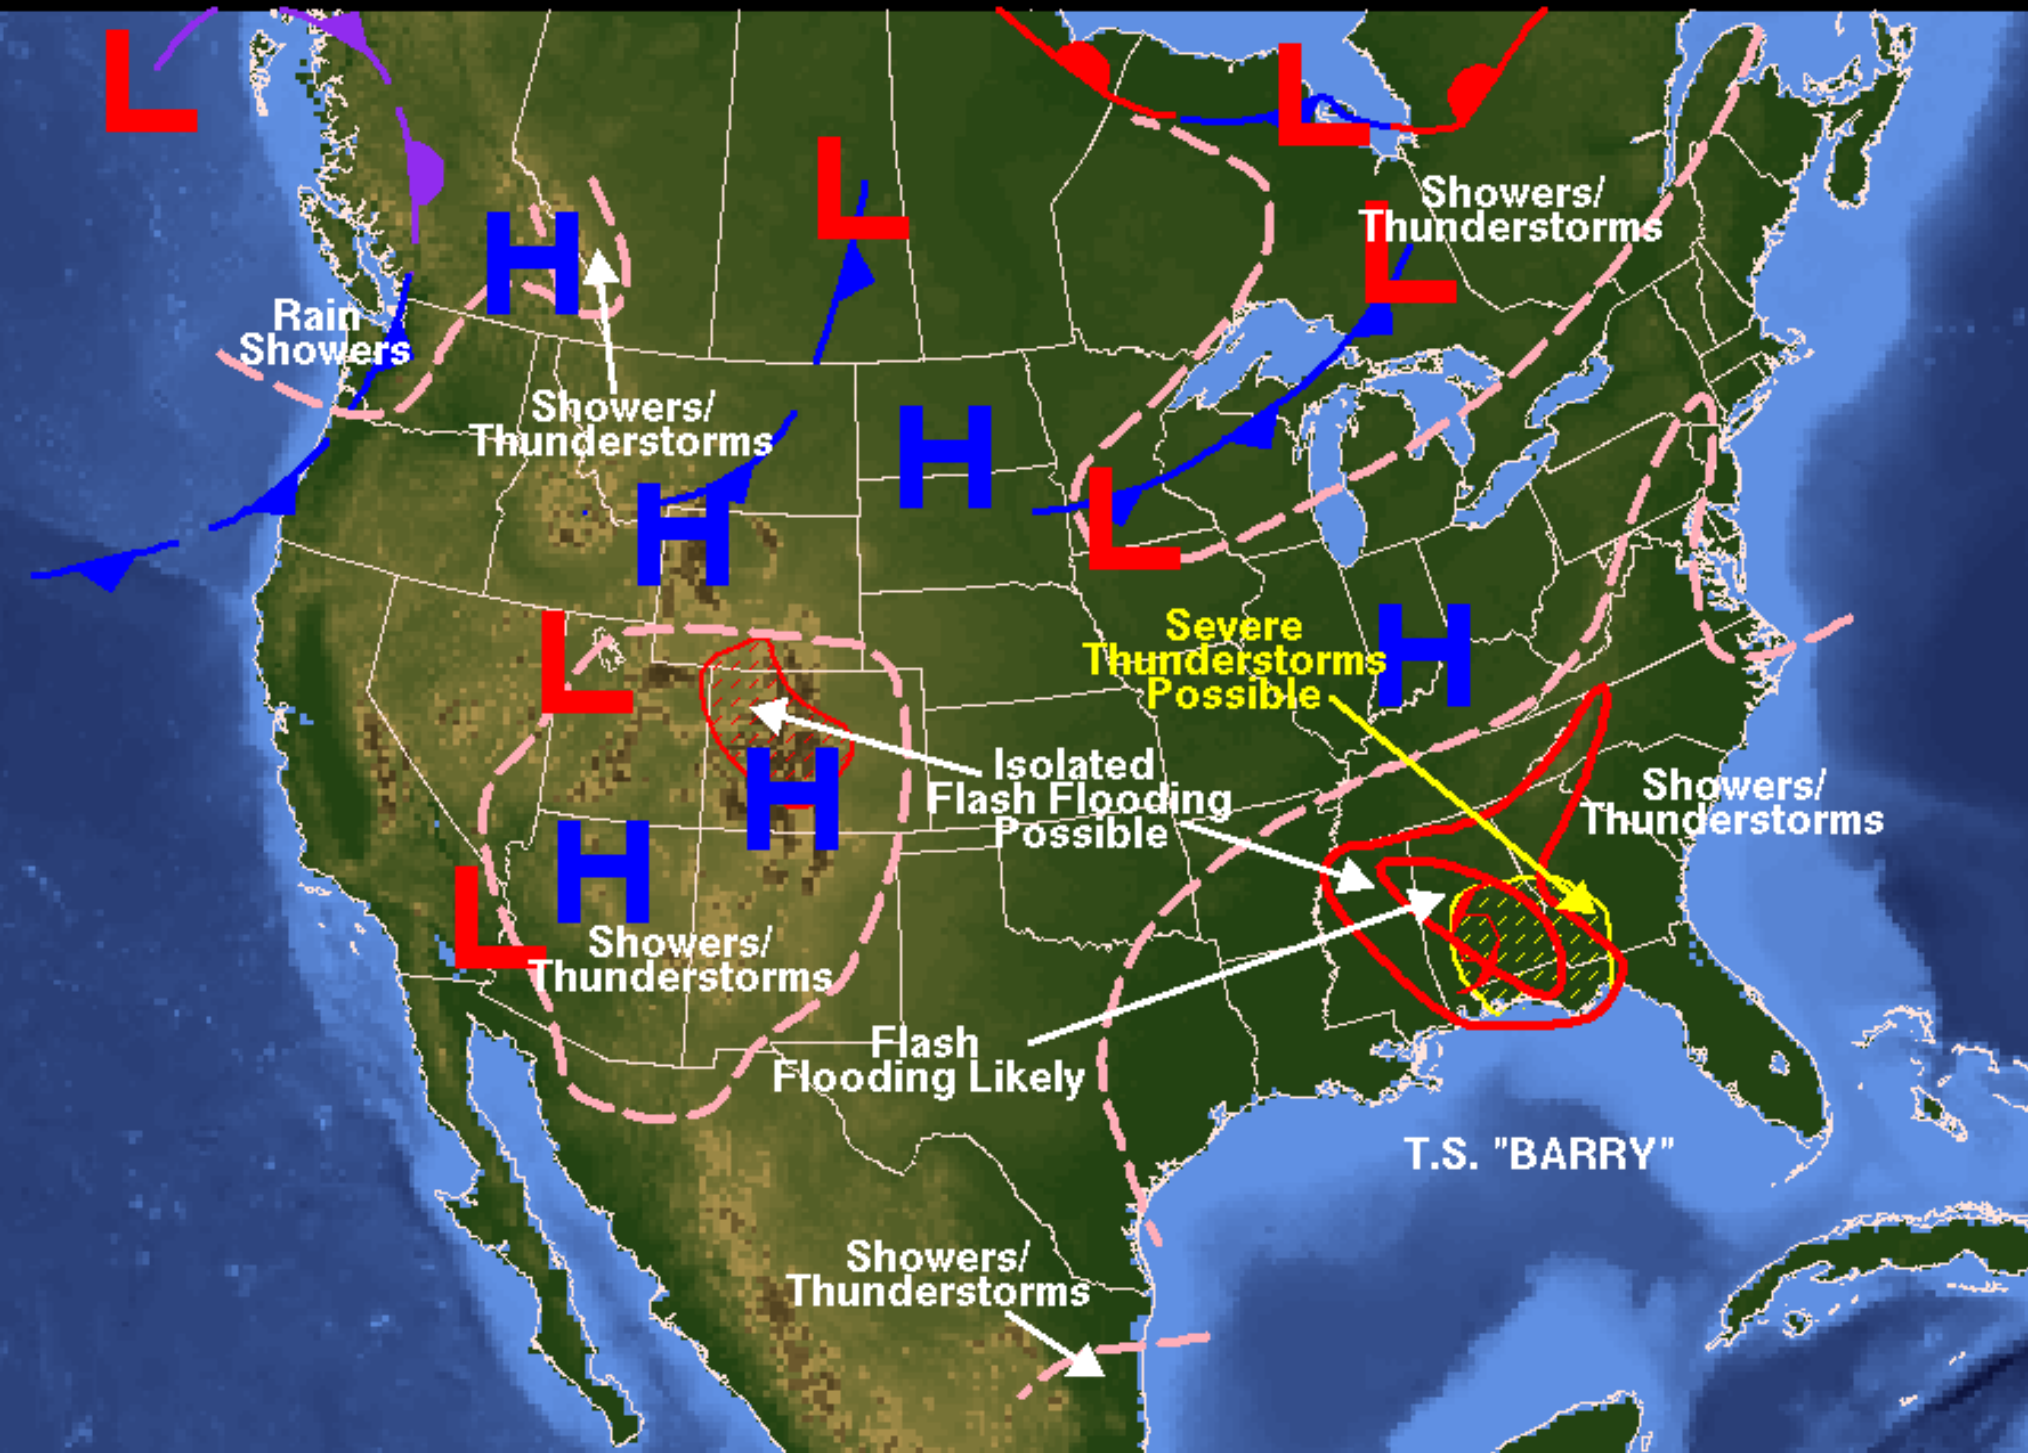 L
L
L
Showers/
Thunderstorms
L
H
Rain
Showers
Showers/
Thunderstorms
H
H
L
L
Severe
Thunderstorms
Possible
H
Isolated
Flash Flooding
Possible
H
Showers/
Thunderstorms
H
L
Showers/
Thunderstorms
Flash
Flooding Likely
T.S. "BARRY"
Showers/
Thunderstorms